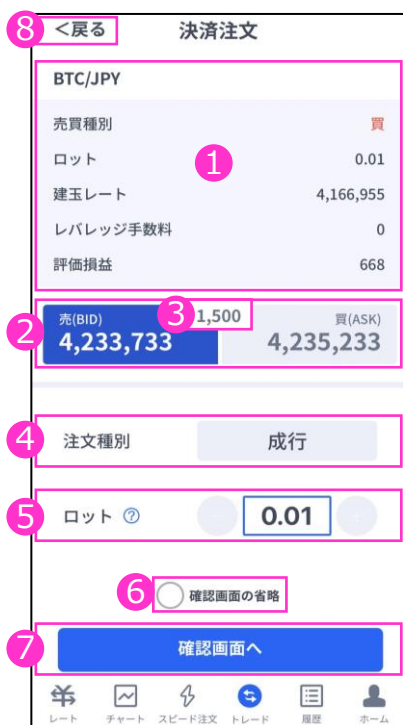 8 <戻る 決済注文
BTC/JPY
売買種別 買
ロット 1 0.01
建玉レート 4,166,955
レバレッジ手数料 0
評価損益 668
売(BID) 3 1,500 買(ASK)
2 4,233,733 4,235,233
4 注文種別 成行
5 ロット ? - 0.01 +
6 確認画面の省略
7 確認画面へ
レート チャート スピード注文 トレード 履歴 ホーム